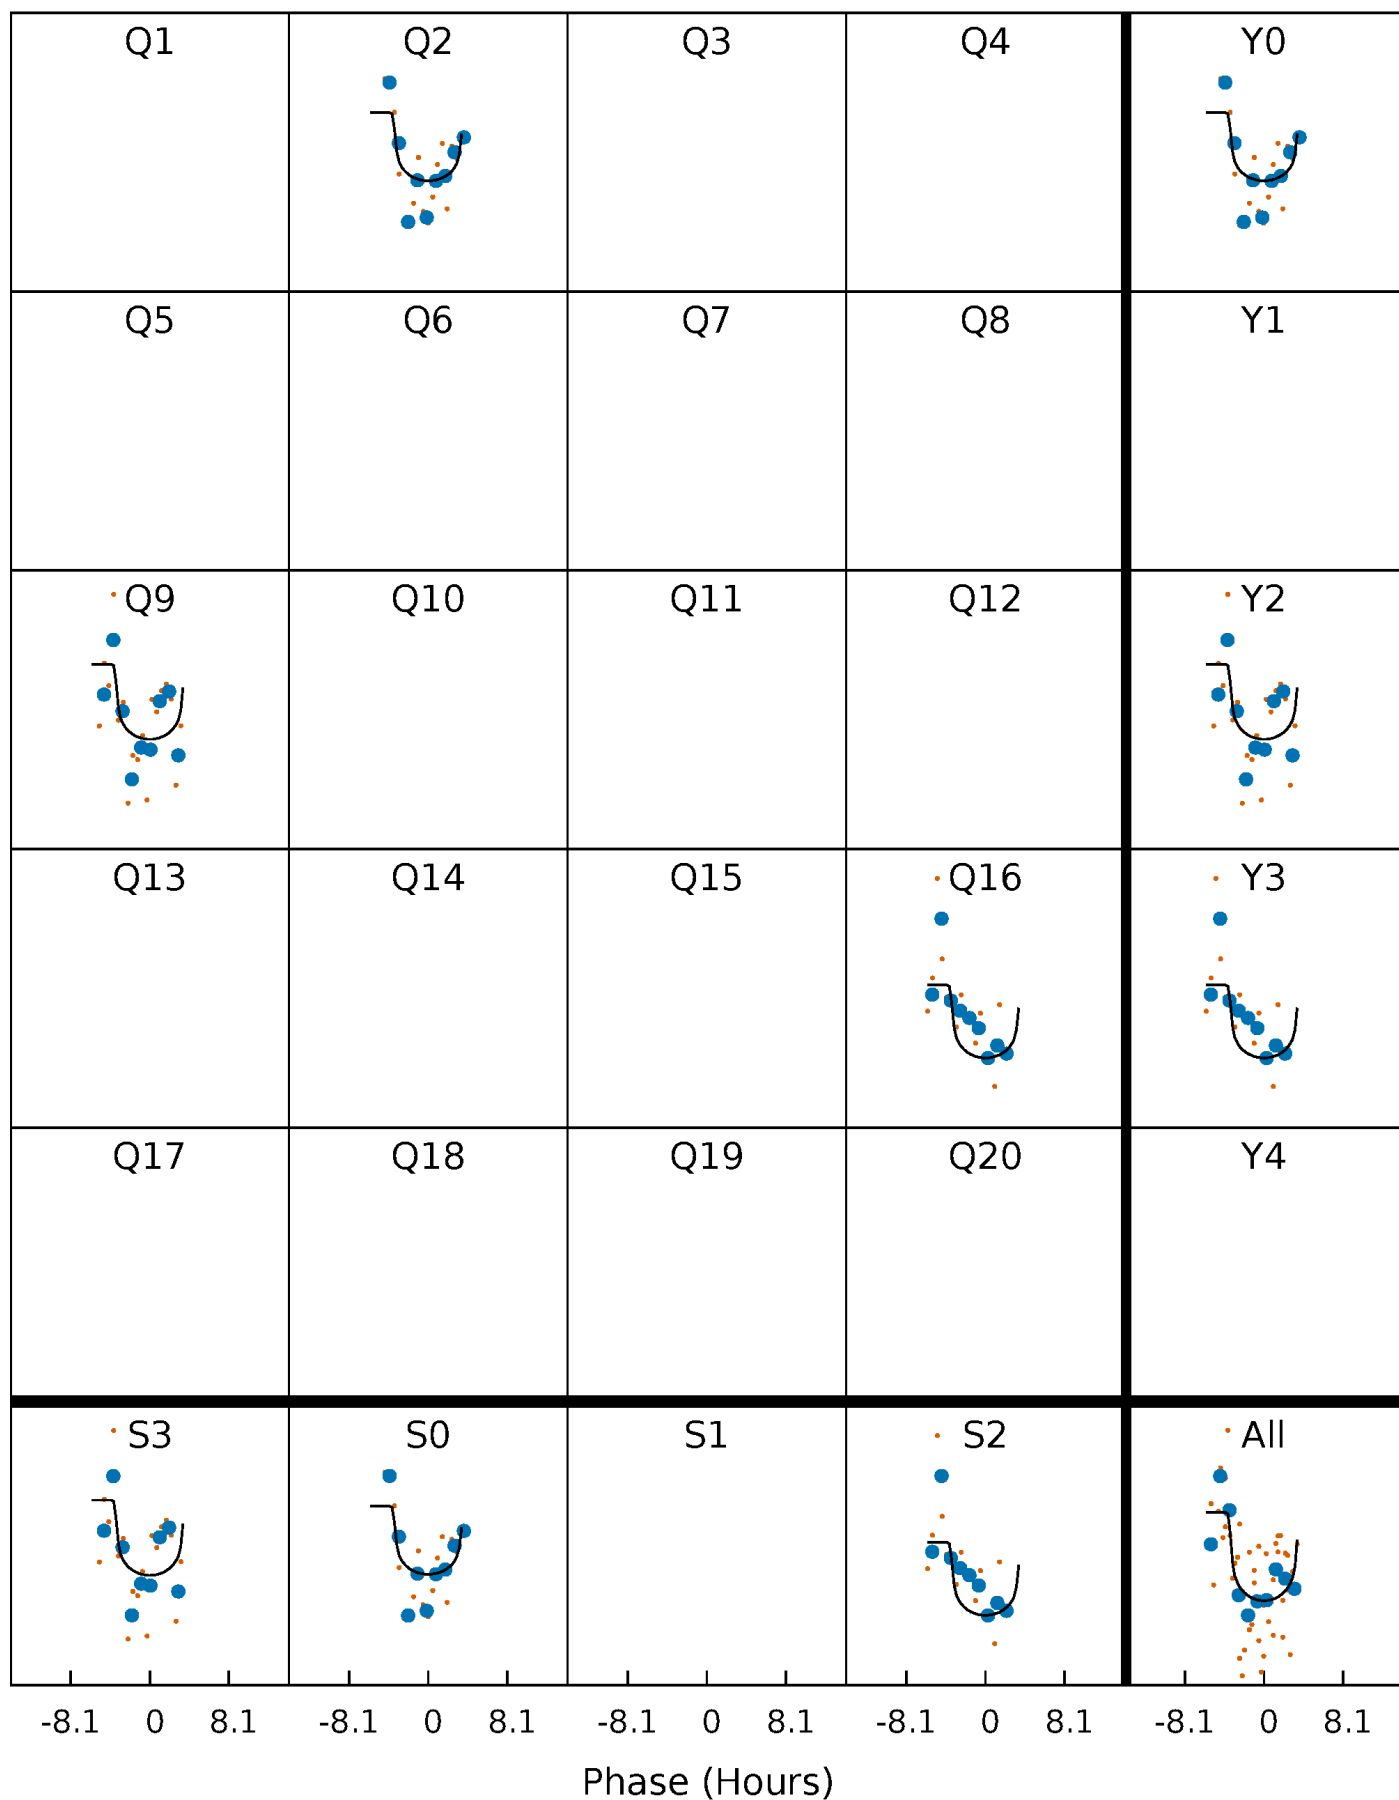 Q1 Q2 Q3 Q4 Y0
Q5 Q6 Q7 Q8 Y1
Q9 Q10 Q11 Q12 Y2
Q13 Q14 Q15 Q16 Y3
Q17 Q18 Q19 Q20 Y4
S3 S0 S1 S2 All
-8.1 0 8.1 -8.1 0 8.1 -8.1 0 8.1 -8.1 0 8.1 -8.1 0 8.1
Phase (Hours)